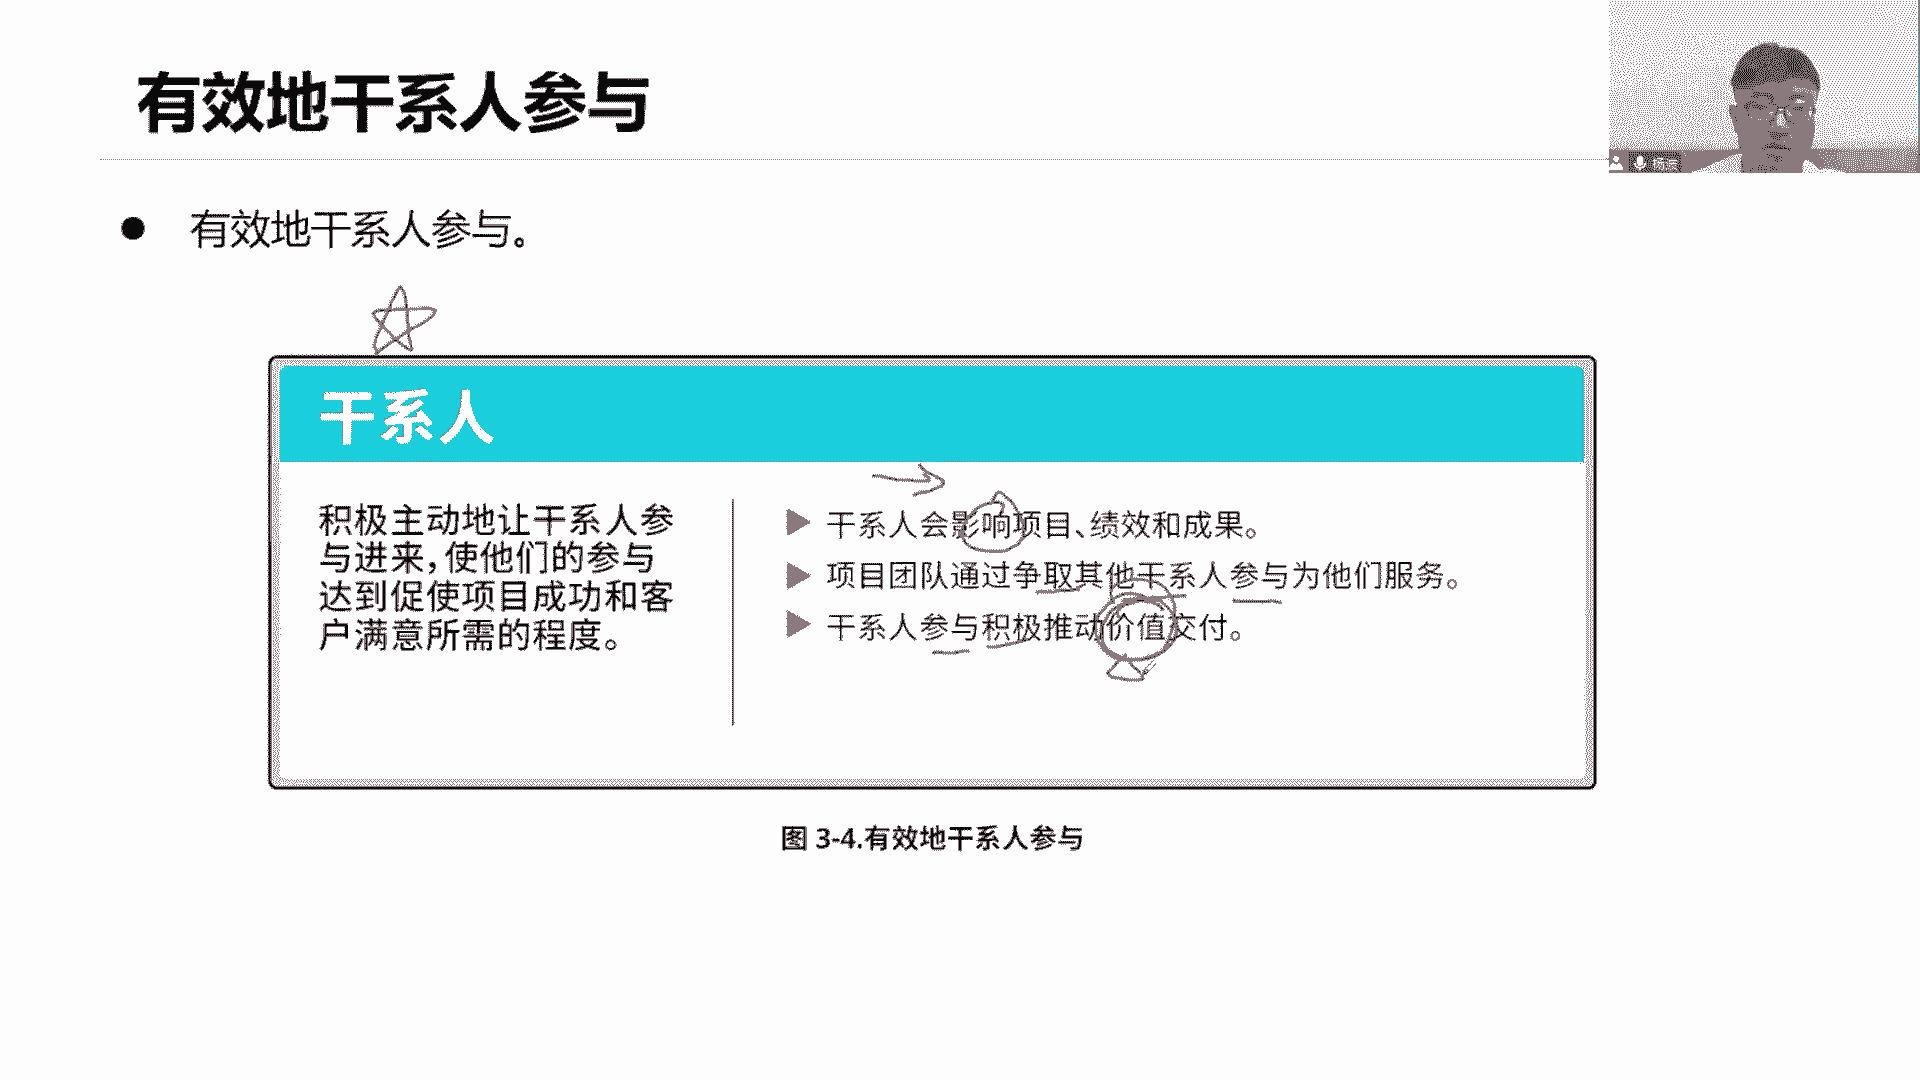 有效地干系人参与
有效地干系人参与。
干系人
积极主动地让干系人参
与进来，使他们的参与
达到促使项目成功和客
户满意所需的程度。
干系人会影响项目、绩效和成果。
项目团队通过争取其他干系人参与为他们服务。
干系人参与积极推动价值交付。
图 3-4.有效地干系人参与